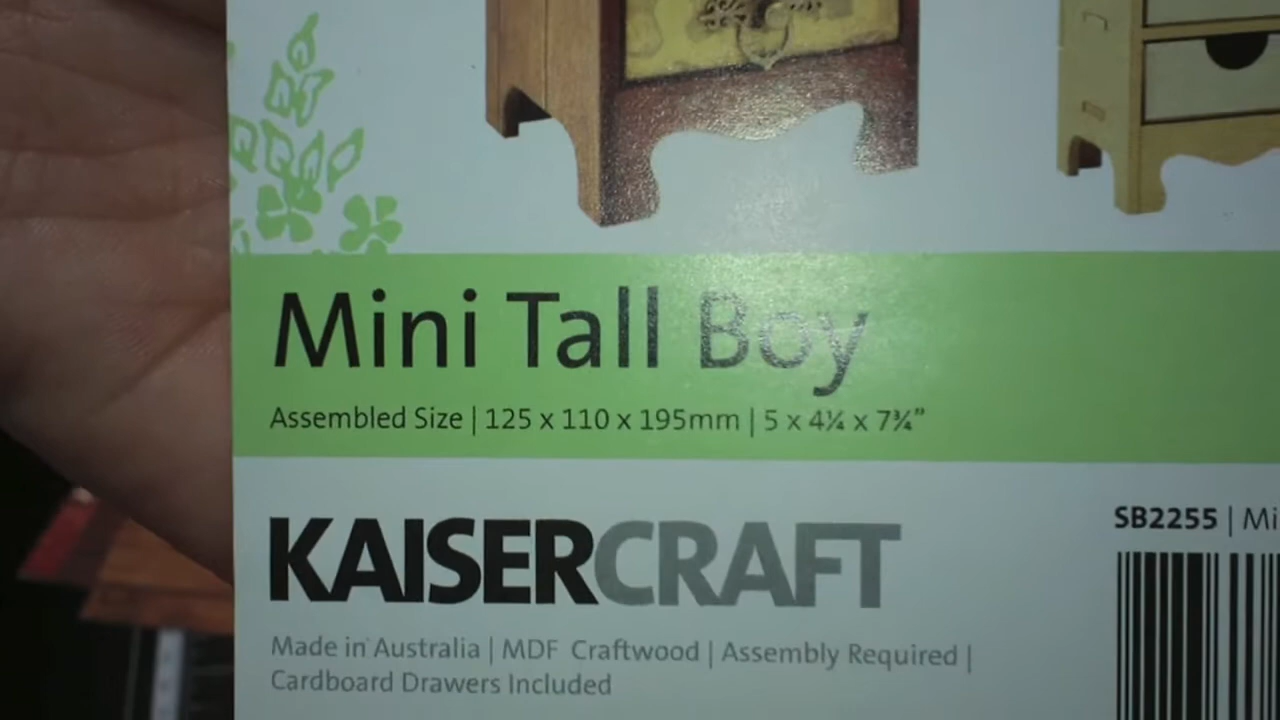 Mini Tall Boy
Assembled Size | 125 x 110 x 195mm | 5 x 4¼ x 7¾”
KAISERCRAFT
SB2255 |
Made in Australia | MDF Craftwood | Assembly Required |
Cardboard Drawers Included